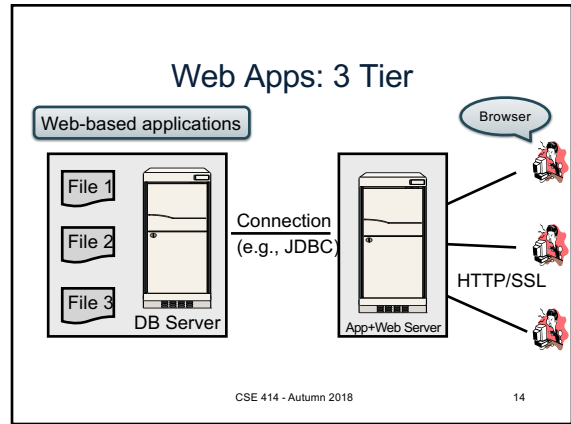 Web Apps: 3 Tier
Web-based applications
Browser
File 1
File 2
File 3
DB Server
Connection
(e.g., JDBC)
App+Web Server
HTTP/SSL
CSE 414 - Autumn 2018
14